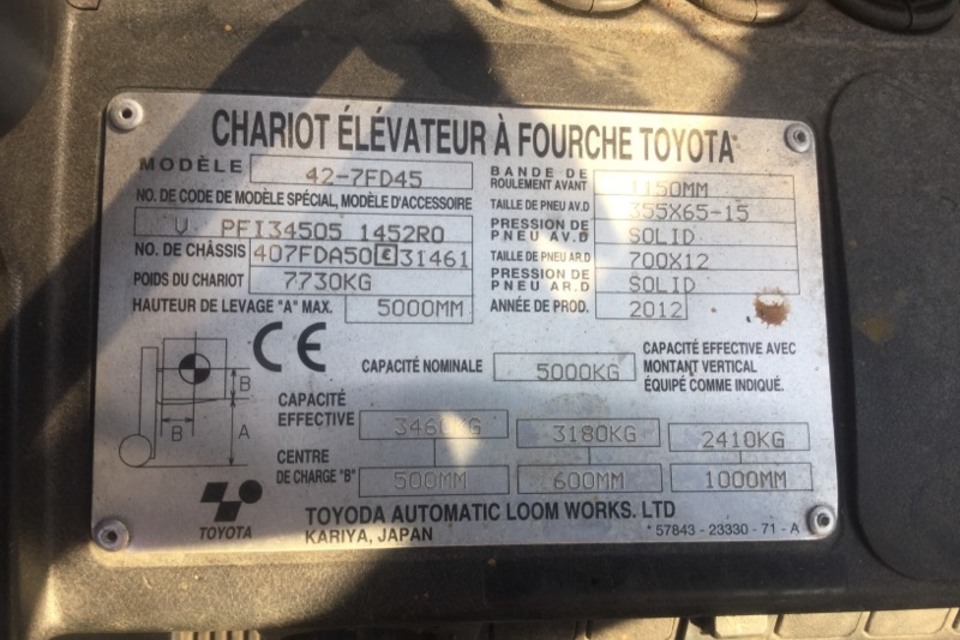 CHARIOT ÉLÉVATEUR À FOURCHE TOYOTA
MODÈLE 42-7FD45
NO. DE CODE DE MODÈLE SPÉCIAL, MODÈLE D'ACCESSOIRE
V PFI34505 1452RO
NO. DE CHÂSSIS 407FDA50 E 31461
POIDS DU CHARIOT 7730KG
HAUTEUR DE LEVAGE "A" MAX. 5000MM
BANDE DE ROULEMENT AVANT 1150MM
TAILLE DE PNEU AV.D 355X65-15
PRESSION DE PNEU AV.D SOLID
TAILLE DE PNEU AR.D 700X12
PRESSION DE PNEU AR.D SOLID
ANNÉE DE PROD. 2012
CE
CAPACITÉ NOMINALE 5000KG
CAPACITÉ EFFECTIVE AVEC
MONTANT VERTICAL
ÉQUIPÉ COMME INDIQUÉ.
B
B
A
CAPACITÉ
EFFECTIVE 3460KG 3180KG 2410KG
CENTRE
DE CHARGE "B" 500MM 600MM 1000MM
TOYOTA
TOYODA AUTOMATIC LOOM WORKS. LTD
KARIYA, JAPAN
* 57843 - 23330 - 71 - A